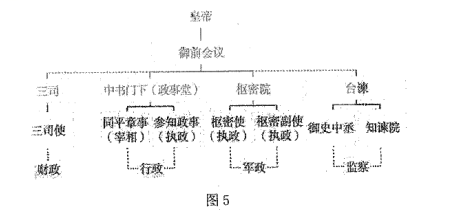 皇帝
御前会议
三司 中书门下（政事堂） 枢密院 台谏
三司使 同平章事 参知政事 枢密使 枢密副使 御史中丞 知谏院
（宰相） （执政） （执政） （执政）
财政 行政 军政 监察
图5